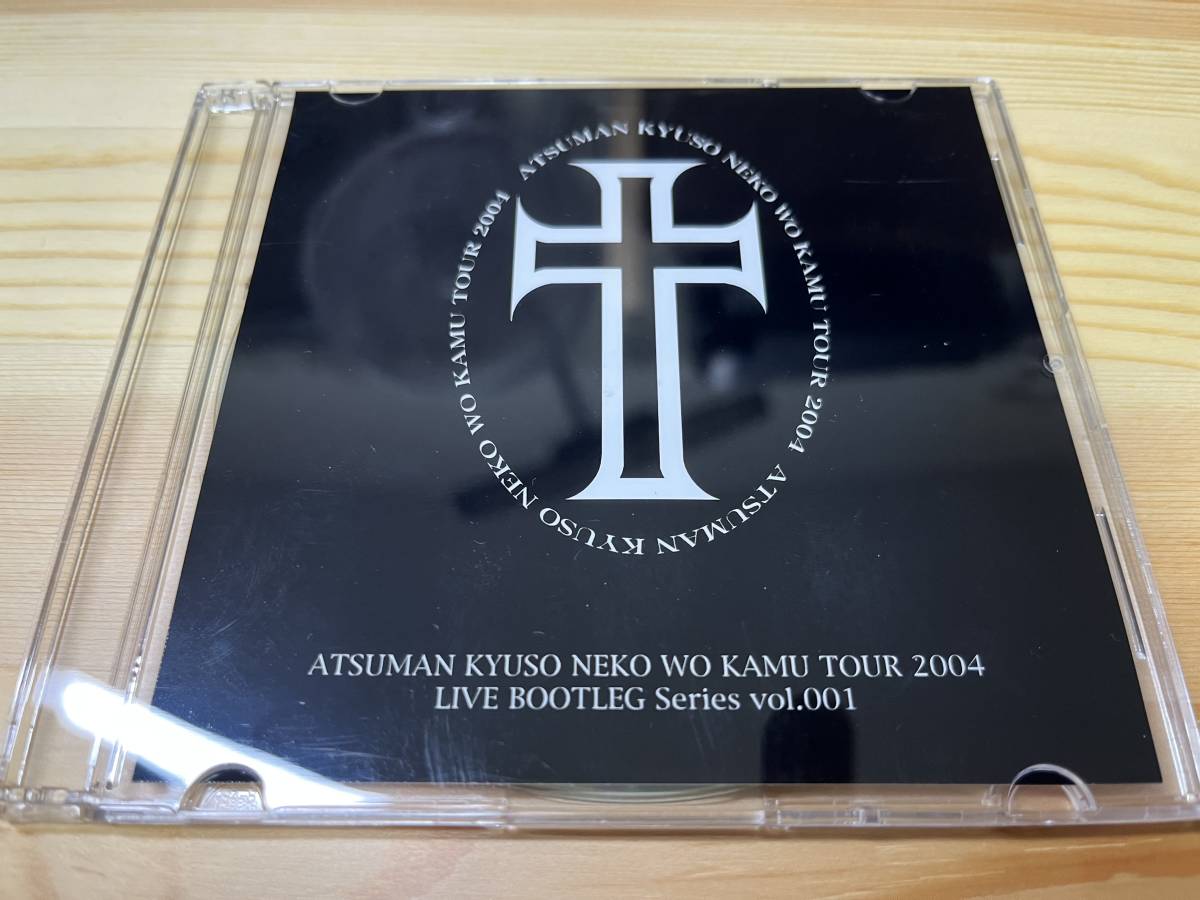 ATSUMAN KYUSO NEKO WO KAMU TOUR 2004 ATSUMAN KYUSO NEKO WO KAMU TOUR 2004
ATSUMAN KYUSO NEKO WO KAMU TOUR 2004
LIVE BOOTLEG Series vol.001